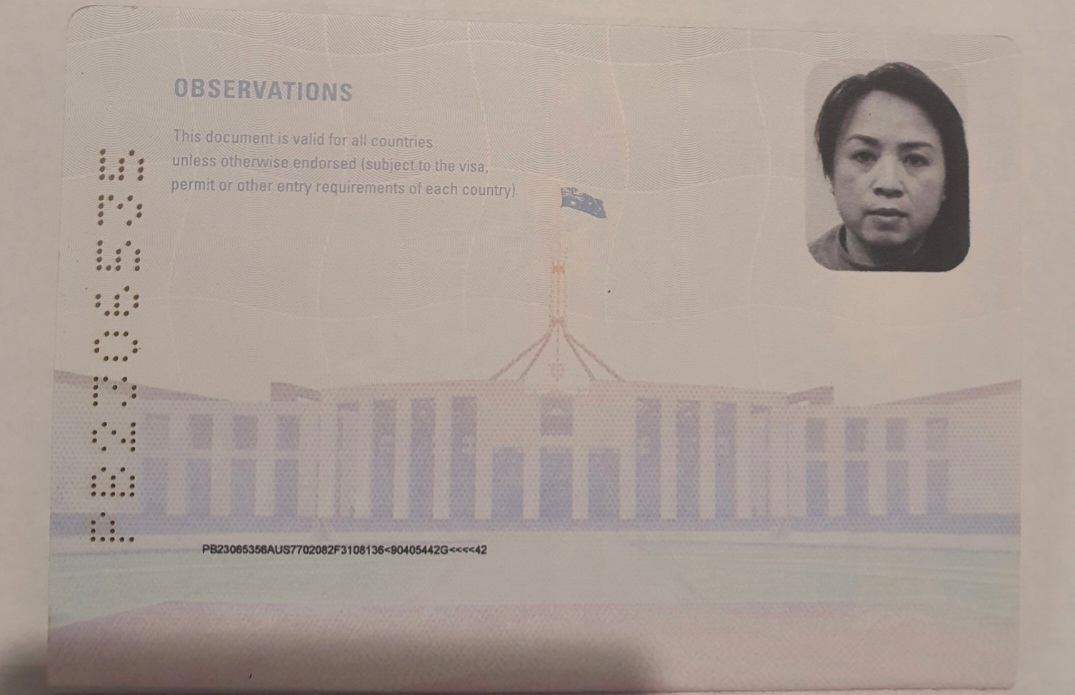 OBSERVATIONS
This document is valid for all countries
unless otherwise endorsed (subject to the visa,
permit or other entry requirements of each country)
PB2306535
PB23065356AUS7702082F3108136<90405442G<<<<42